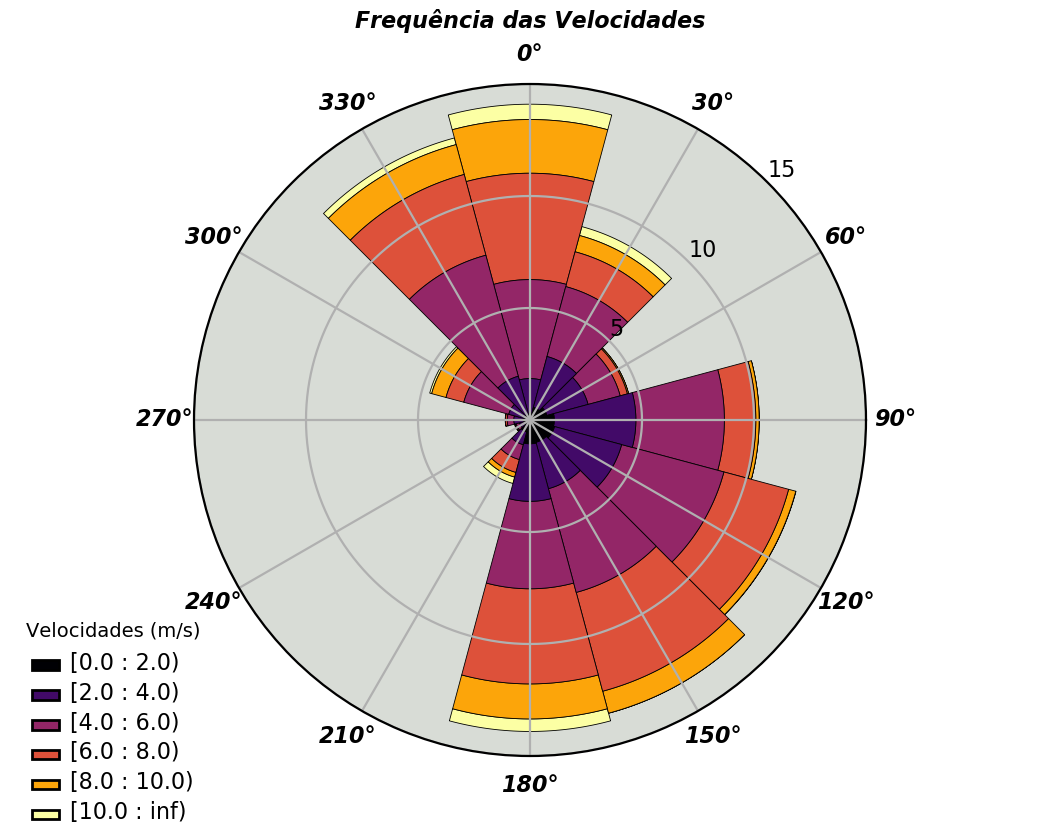 Frequência das Velocidades
0°
330°
30°
15
300°
10
60°
5
270°
90°
240°
120°
210°
150°
180°
Velocidades (m/s)
[0.0 : 2.0)
[2.0 : 4.0)
[4.0 : 6.0)
[6.0 : 8.0)
[8.0 : 10.0)
[10.0 : inf)